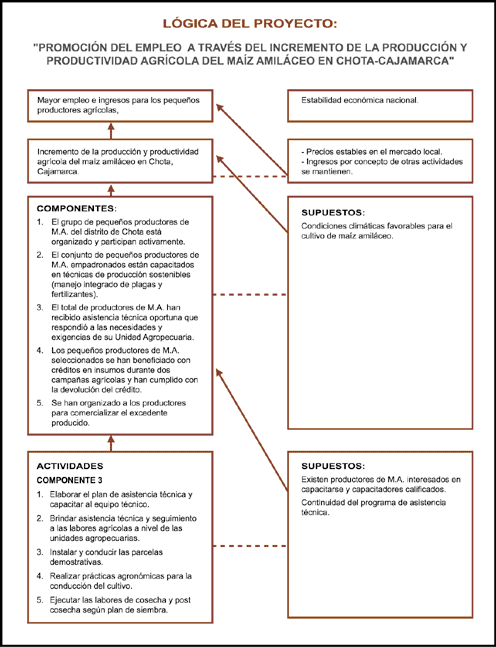 LÓGICA DEL PROYECTO:
"PROMOCIÓN DEL EMPLEO A TRAVÉS DEL INCREMENTO DE LA PRODUCCIÓN Y
PRODUCTIVIDAD AGRÍCOLA DEL MAÍZ AMILÁCEO EN CHOTA-CAJAMARCA"
Mayor empleo e ingresos para los pequeños
productores agrícolas,
Estabilidad económica nacional.
Incremento de la producción y productividad
agrícola del maíz amiláceo en Chota,
Cajamarca.
- Precios estables en el mercado local.
- Ingresos por concepto de otras actividades
se mantienen.
COMPONENTES:
1. El grupo de pequeños productores de
M.A. del distrito de Chota está
organizado y participan activamente.
2. El conjunto de pequeños productores de
M.A. empadronados están capacitados
en técnicas de producción sostenibles
(manejo integrado de plagas y
fertilizantes).
3. El total de productores de M.A. han
recibido asistencia técnica oportuna que
respondió a las necesidades y
exigencias de su Unidad Agropecuaria.
4. Los pequeños productores de M.A.
seleccionados se han beneficiado con
créditos en insumos durante dos
campañas agrícolas y han cumplido con
la devolución del crédito.
5. Se han organizado a los productores
para comercializar el excedente
producido.
SUPUESTOS:
Condiciones climáticas favorables para el
cultivo de maíz amiláceo.
ACTIVIDADES
COMPONENTE 3
1. Elaborar el plan de asistencia técnica y
capacitar al equipo técnico.
2. Brindar asistencia técnica y seguimiento
a las labores agrícolas a nivel de las
unidades agropecuarias.
3. Instalar y conducir las parcelas
demostrativas.
4. Realizar prácticas agronómicas para la
conducción del cultivo.
5. Ejecutar las labores de cosecha y post
cosecha según plan de siembra.
SUPUESTOS:
Existen productores de M.A. interesados en
capacitarse y capacitadores calificados.
Continuidad del programa de asistencia
técnica.